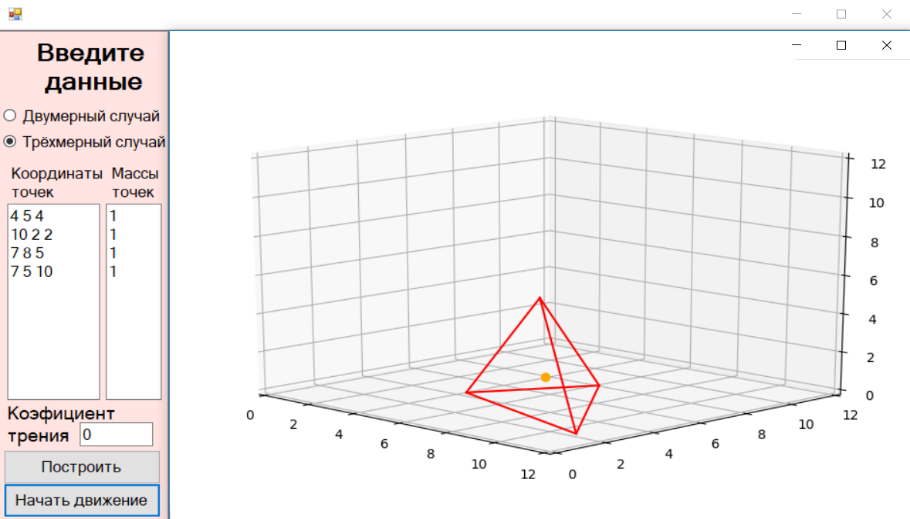 Введите
данные
Двумерный случай
Трёхмерный случай
Координаты Массы
точек точек
4 5 4 1
10 2 2 1
7 8 5 1
7 5 10 1
Коэфициент
трения 0
Построить
Начать движение
12
10
8
6
4
2
0
0 2 4 6 8 10 12
0 2 4 6 8 10 12